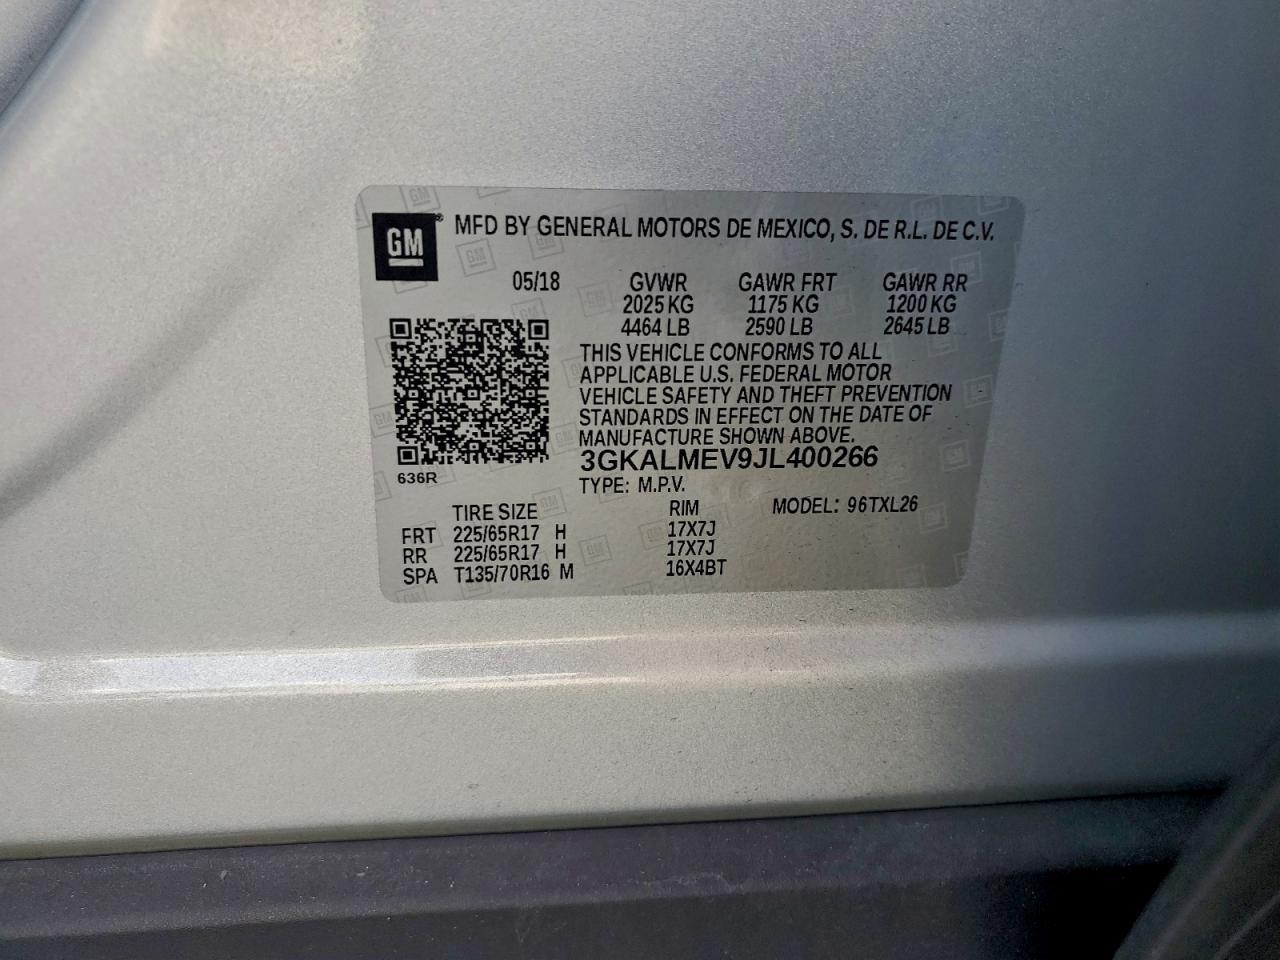 GM® MFD BY GENERAL MOTORS DE MEXICO, S. DE R.L. DE C.V.
05/18 GVWR GAWR FRT GAWR RR
2025 KG 1175 KG 1200 KG
4464 LB 2590 LB 2645 LB
THIS VEHICLE CONFORMS TO ALL
APPLICABLE U.S. FEDERAL MOTOR
VEHICLE SAFETY AND THEFT PREVENTION
STANDARDS IN EFFECT ON THE DATE OF
MANUFACTURE SHOWN ABOVE.
3GKALMEV9JL400266
636R
TYPE: M.P.V.
TIRE SIZE RIM MODEL: 96TXL26
FRT 225/65R17 H 17X7J
RR 225/65R17 H 17X7J
SPA T135/70R16 M 16X4BT